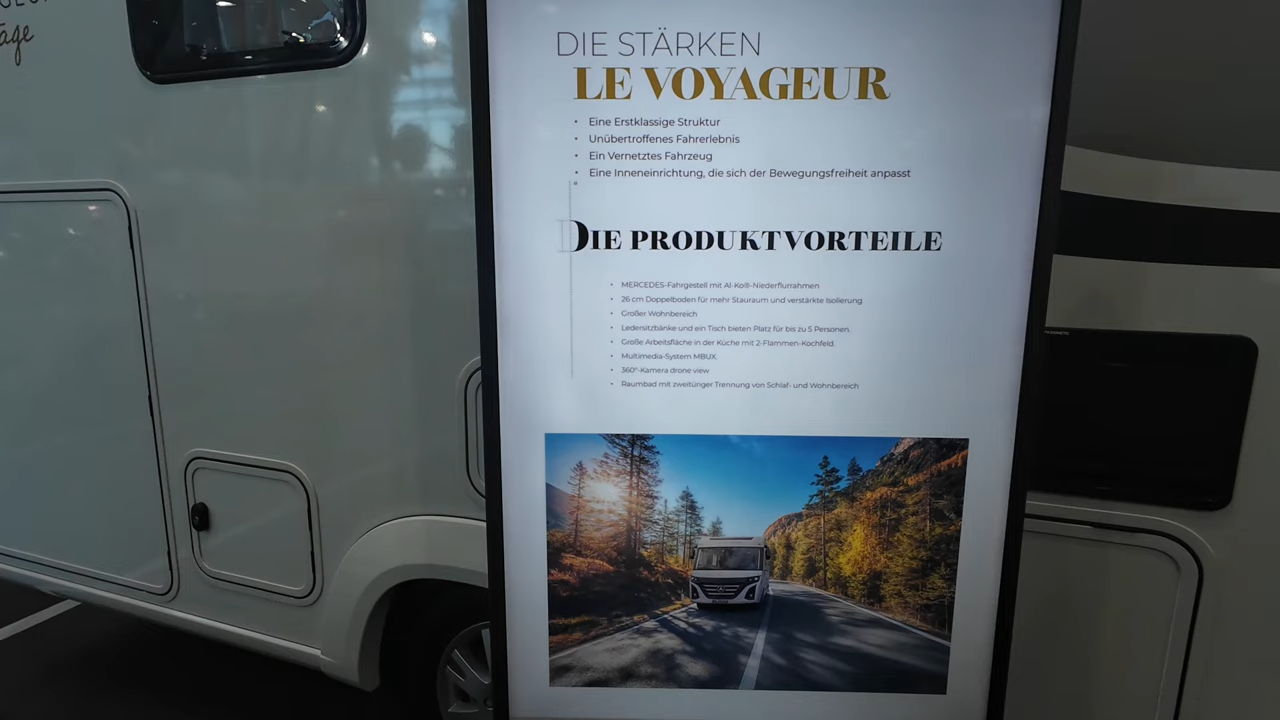 age
DIE STÄRKEN
LE VOYAGEUR
• Eine Erstklassige Struktur
• Unübertroffenes Fahrerlebnis
• Ein Vernetztes Fahrzeug
• Eine Inneneinrichtung, die sich der Bewegungsfreiheit anpasst
DIE PRODUKTVORTEILE
• MERCEDES-Fahrgestell mit Al-Ko®-Niederflurrahmen
• 26 cm Doppelboden für mehr Stauraum und verstärkte Isolierung
• Großer Wohnbereich
• Ledersitzbänke und ein Tisch bieten Platz für bis zu 5 Personen.
• Große Arbeitsfläche in der Küche mit 2-Flammen-Kochfeld.
• Multimedia-System MBUX.
• 360°-Kamera drone view
• Raumbad mit zweitüriger Trennung von Schlaf- und Wohnbereich